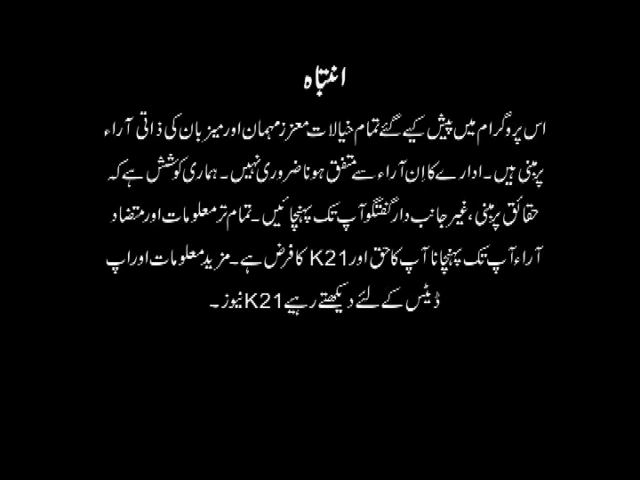 انتباہ
اس پروگرام میں پیش کیے گئے تمام خیالات معزز مہمان اور میزبان کی ذاتی آراء
پر مبنی ہیں۔ ادارے کا اِن آراء سے متفق ہونا ضروری نہیں۔ ہماری کوشش ہے کہ
حقائق پر مبنی، غیر جانب دار گفتگو آپ تک پہنچائیں۔ تمام تر معلومات اور متضاد
آراء آپ تک پہنچانا آپ کا حق اور K21 کا فرض ہے۔ مزید معلومات اور اپ
ڈیٹس کے لئے دیکھتے رہیے K21 نیوز۔